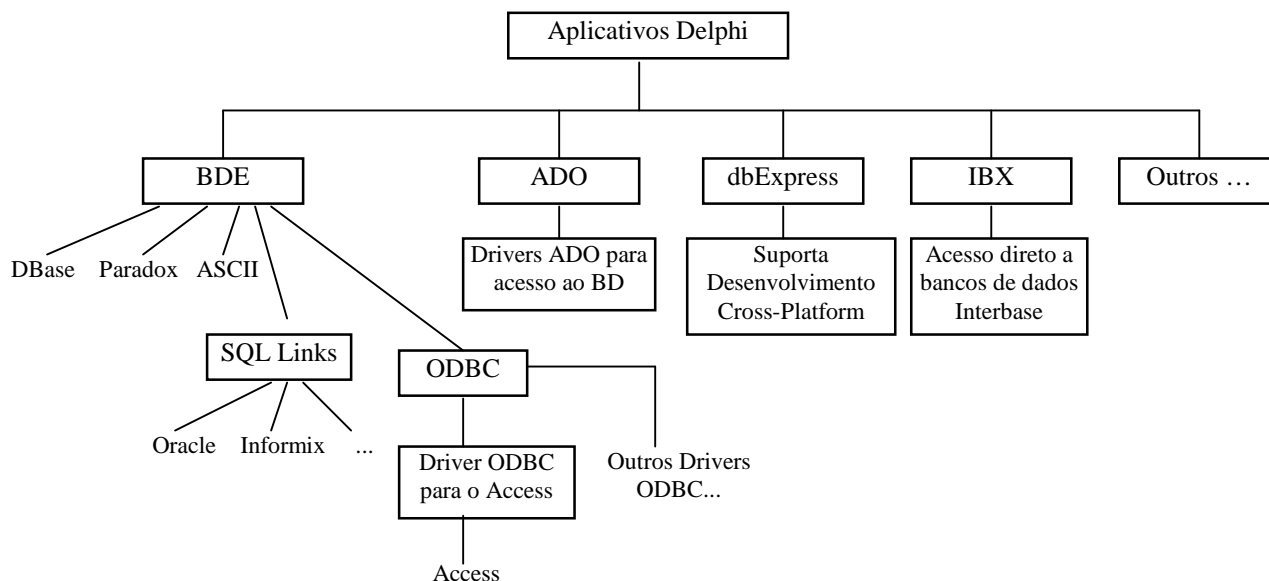 Aplicativos Delphi
BDE
ADO
dbExpress
IBX
Outros …
DBase
Paradox
ASCII
Drivers ADO para
acesso ao BD
Suporta
Desenvolvimento
Cross-Platform
Acesso direto a
bancos de dados
Interbase
SQL Links
ODBC
Oracle
Informix
...
Driver ODBC
para o Access
Outros Drivers
ODBC...
Access